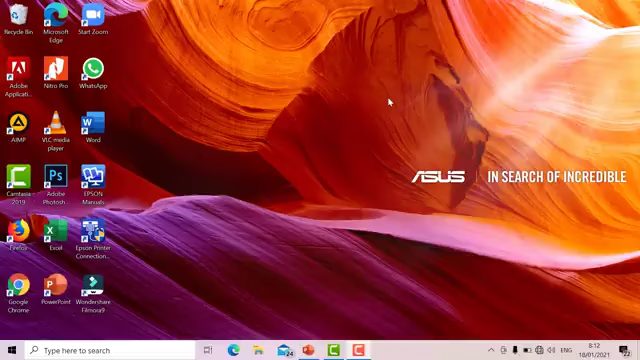 Recycle Bin
Microsoft
Edge
Start Zoom
Adobe
Applicati...
Nitro Pro
WhatsApp
AIMP
VLC media
player
Word
Camtasia
2019
Adobe
Photosh...
EPSON
Manuals
Firefox
Excel
Epson Printer
Connection...
Google
Chrome
PowerPoint
Wondershare
Filmora9
ASUS
IN SEARCH OF INCREDIBLE
Type here to search
24
ENG
8:12
18/01/2021
22